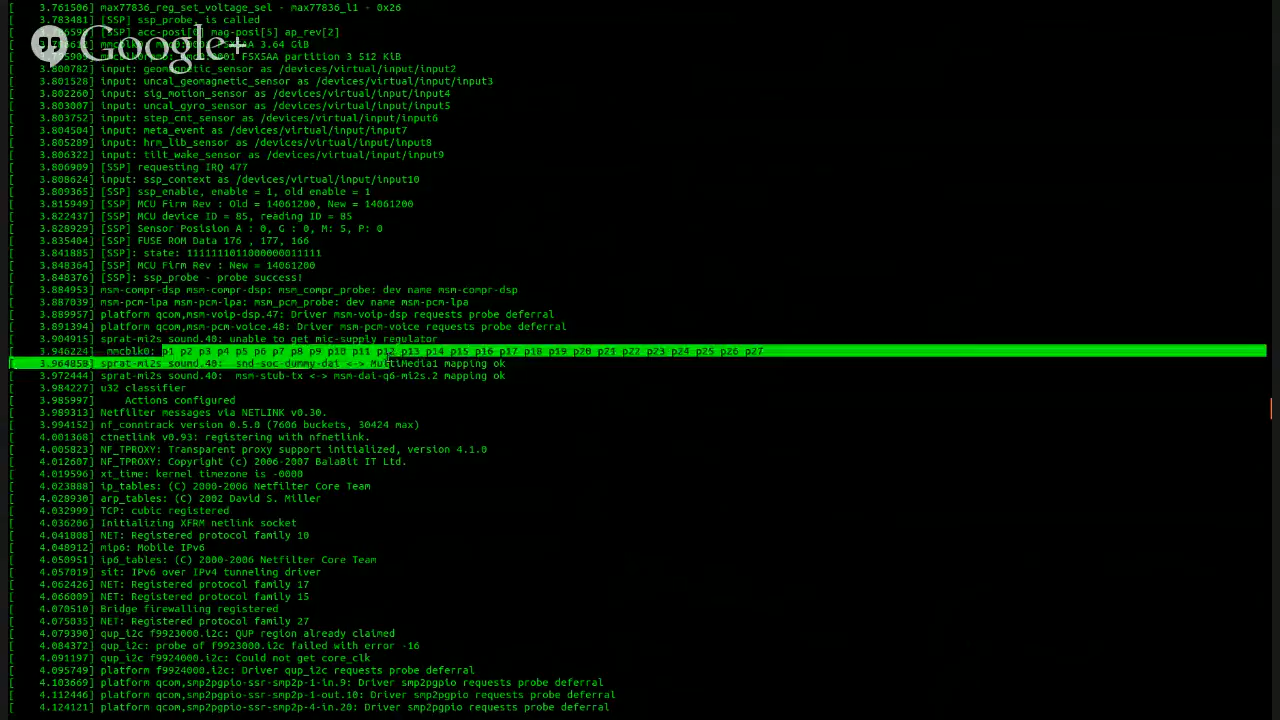 [    3.761506] max77836_reg_set_voltage_sel - max77836_l1 - 0x26
[    3.783481] [SSP] ssp_probe, is called
acc-posi[0] mag-posi[5] ap_rev[2]
Google+
3.64 GiB
partition 3 512 KiB
[    3.800782] input: geomagnetic_sensor as /devices/virtual/input/input2
[    3.801528] input: uncal_geomagnetic_sensor as /devices/virtual/input/input3
[    3.802260] input: sig_motion_sensor as /devices/virtual/input/input4
[    3.803007] input: uncal_gyro_sensor as /devices/virtual/input/input5
[    3.803752] input: step_cnt_sensor as /devices/virtual/input/input6
[    3.804504] input: meta_event as /devices/virtual/input/input7
[    3.805289] input: hrm_lib_sensor as /devices/virtual/input/input8
[    3.806322] input: tilt_wake_sensor as /devices/virtual/input/input9
[    3.806909] [SSP] requesting IRQ 477
[    3.808624] input: ssp_context as /devices/virtual/input/input10
[    3.809365] [SSP] ssp_enable, enable = 1, old enable = 1
[    3.815949] [SSP] MCU Firm Rev : Old = 14061200, New = 14061200
[    3.822437] [SSP] MCU device ID = 85, reading ID = 85
[    3.828929] [SSP] Sensor Posision A : 0, G : 0, M: 5, P: 0
[    3.835404] [SSP] FUSE ROM Data 176 , 177, 166
[    3.841885] [SSP]: state:
[    3.848364] [SSP] MCU Firm Rev : New = 14061200
[    3.848376] [SSP]: ssp_probe - probe success!
[    3.884953] msm-compr-dsp msm-compr-dsp: msm_compr_probe: dev name msm-compr-dsp
[    3.887039] msm-pcm-lpa msm-pcm-lpa: msm_pcm_probe: dev name msm-pcm-lpa
[    3.889957] platform qcom,msm-voip-dsp.47: Driver msm-voip-dsp requests probe deferral
[    3.891394] platform qcom,msm-pcm-voice.48: Driver msm-pcm-voice requests probe deferral
[    3.904915] sprat-mi2s sound.40: unable to get mic-supply regulator
[    3.946224]  mmcblk0: p1 p2 p3 p4 p5 p6 p7 p8 p9 p10 p11 p12 p13 p14 p15 p16 p17 p18 p19 p20 p21 p22 p23 p24 p25 p26 p27
[    3.964859] sprat-mi2s sound.40:  snd-soc-dummy-dai <-> MultiMedia1 mapping ok
[    3.972444] sprat-mi2s sound.40:  msm-stub-tx <-> msm-dai-q6-mi2s.2 mapping ok
[    3.984227] u32 classifier
[    3.985997]     Actions configured
[    3.989313] Netfilter messages via NETLINK v0.30.
[    3.994152] nf_conntrack version 0.5.0 (7606 buckets, 30424 max)
[    4.001368] ctnetlink v0.93: registering with nfnetlink.
[    4.005823] NF_TPROXY: Transparent proxy support initialized, version 4.1.0
[    4.012607] NF_TPROXY: Copyright (c) 2006-2007 BalaBit IT Ltd.
[    4.019596] xt_time: kernel timezone is -0000
[    4.023888] ip_tables: (C) 2000-2006 Netfilter Core Team
[    4.028930] arp_tables: (C) 2002 David S. Miller
[    4.032999] TCP: cubic registered
[    4.036206] Initializing XFRM netlink socket
[    4.041808] NET: Registered protocol family 10
[    4.048912] mip6: Mobile IPv6
[    4.050951] ip6_tables: (C) 2000-2006 Netfilter Core Team
[    4.057019] sit: IPv6 over IPv4 tunneling driver
[    4.062426] NET: Registered protocol family 17
[    4.066009] NET: Registered protocol family 15
[    4.070510] Bridge firewalling registered
[    4.075035] NET: Registered protocol family 27
[    4.079390] qup_i2c f9923000.i2c: QUP region already claimed
[    4.084372] qup_i2c: probe of f9923000.i2c failed with error -16
[    4.091197] qup_i2c f9924000.i2c: Could not get core_clk
[    4.095749] platform f9924000.i2c: Driver qup_i2c requests probe deferral
[    4.103669] platform qcom,smp2pgpio-ssr-smp2p-1-in.9: Driver smp2pgpio requests probe deferral
[    4.112446] platform qcom,smp2pgpio-ssr-smp2p-1-out.10: Driver smp2pgpio requests probe deferral
[    4.124121] platform qcom,smp2pgpio-ssr-smp2p-4-in.20: Driver smp2pgpio requests probe deferral